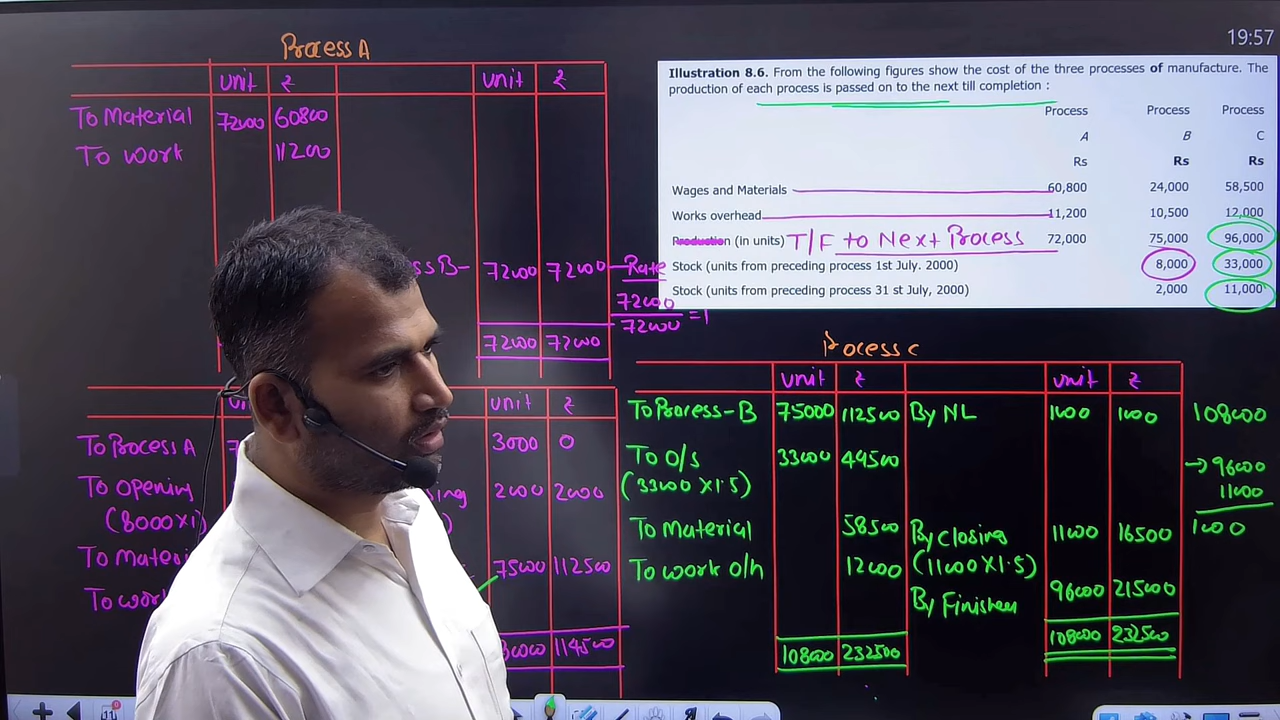 19:57
Process A
unit ₹ unit ₹
To Material 72000 60800
To work 11200
72000 72000 Rate
72000
72000 =1
72000 72000
Illustration 8.6. From the following figures show the cost of the three processes of manufacture. The
production of each process is passed on to the next till completion :
Process Process Process
A B C
Rs Rs Rs
Wages and Materials 60,800 24,000 58,500
Works overhead 11,200 10,500 12,000
Production (in units) T/F to Next Process 72,000 75,000 96,000
Stock (units from preceding process 1st July. 2000) 8,000 33,000
Stock (units from preceding process 31 st July, 2000) 2,000 11,000
unit ₹
To Process A 3000 0
To Opening 2000 2000
(8000×1)
75000 112500
114500
Process C
unit ₹ unit ₹
To Process-B 75000 112500 By NL 1000 1000 108000
To O/S 33000 49500 →96000
(33000 X1.5) 11000
To Material 58500 By closing 11000 16500 1000
To work o/h 12000 (11000 X1.5)
By Finished 96000 215000
108000 232500 108000 232500